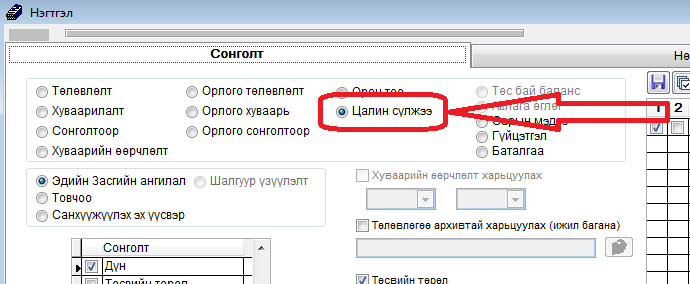 Нэгтгэл
Сонголт
Нө
Төлөвлөлт
Орлого төлөвлөлт
Орон тоо
Төс бай баланс
Хуваарилалт
Орлого хуваарь
Цалин сүлжээ
Авлага өглөг
Сонголтоор
Орлого сонголтоор
Сарын мэдээ
Хуваарийн өөрчлөлт
Гүйцэтгэл
Баталгаа
1 2
Эдийн Засгийн ангилал
Шалгуур үзүүлэлт
Товчоо
Санхүүжүүлэх эх үүсвэр
Хуваарийн өөрчлөлт харьцуулах
Төлөвлөгөө архивтай харьцуулах (ижил багана)
Сонголт
Дүн
Төсвийн төрөл
Төсвийн төрөл